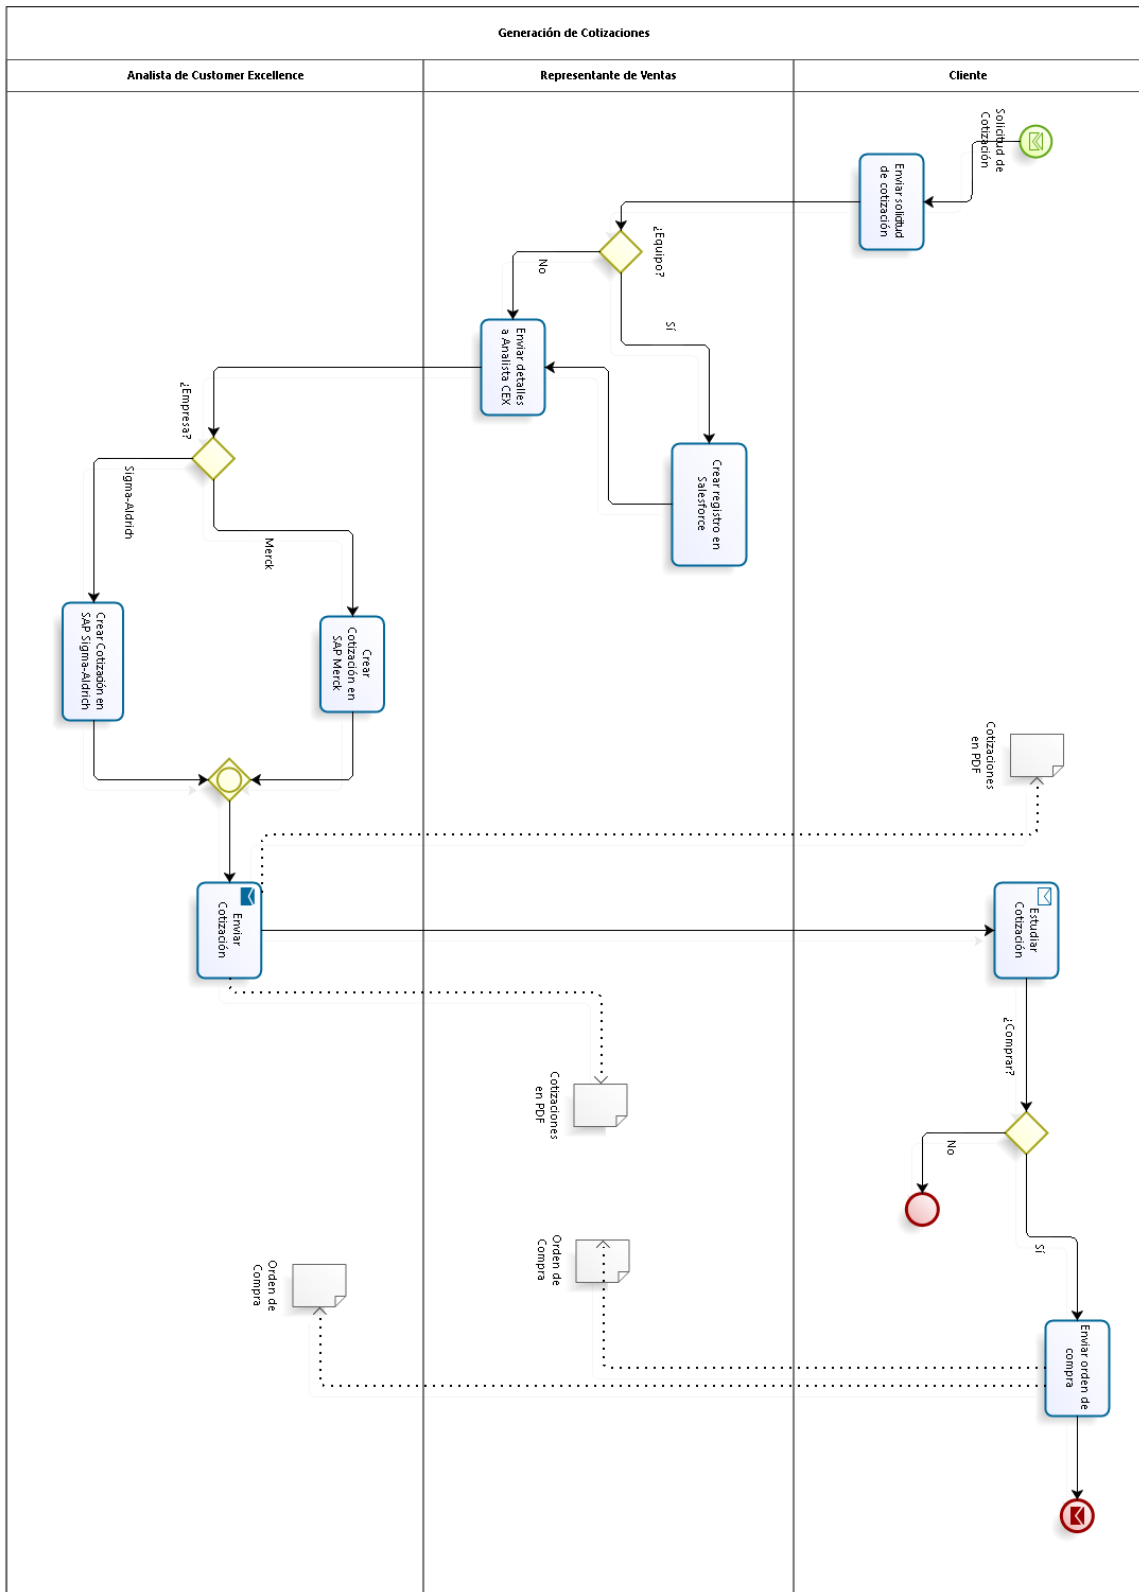 Generación de Cotizaciones
Analista de Customer Excellence
Representante de Ventas
Cliente
Solicitud de
Cotización
Enviar solicitud
de cotización
¿Equipo?
No
Sí
Enviar detalles
a Analista CEX
Crear registro en
Salesforce
¿Empresa?
Sigma-Aldrich
Merck
Crear Cotización en
SAP Sigma-Aldrich
Crear
Cotización en
SAP Merck
Cotizaciones
en PDF
Enviar
Cotización
Estudiar
Cotización
¿Comprar?
Cotizaciones
en PDF
No
Sí
Orden de
Compra
Orden de
Compra
Enviar orden de
compra